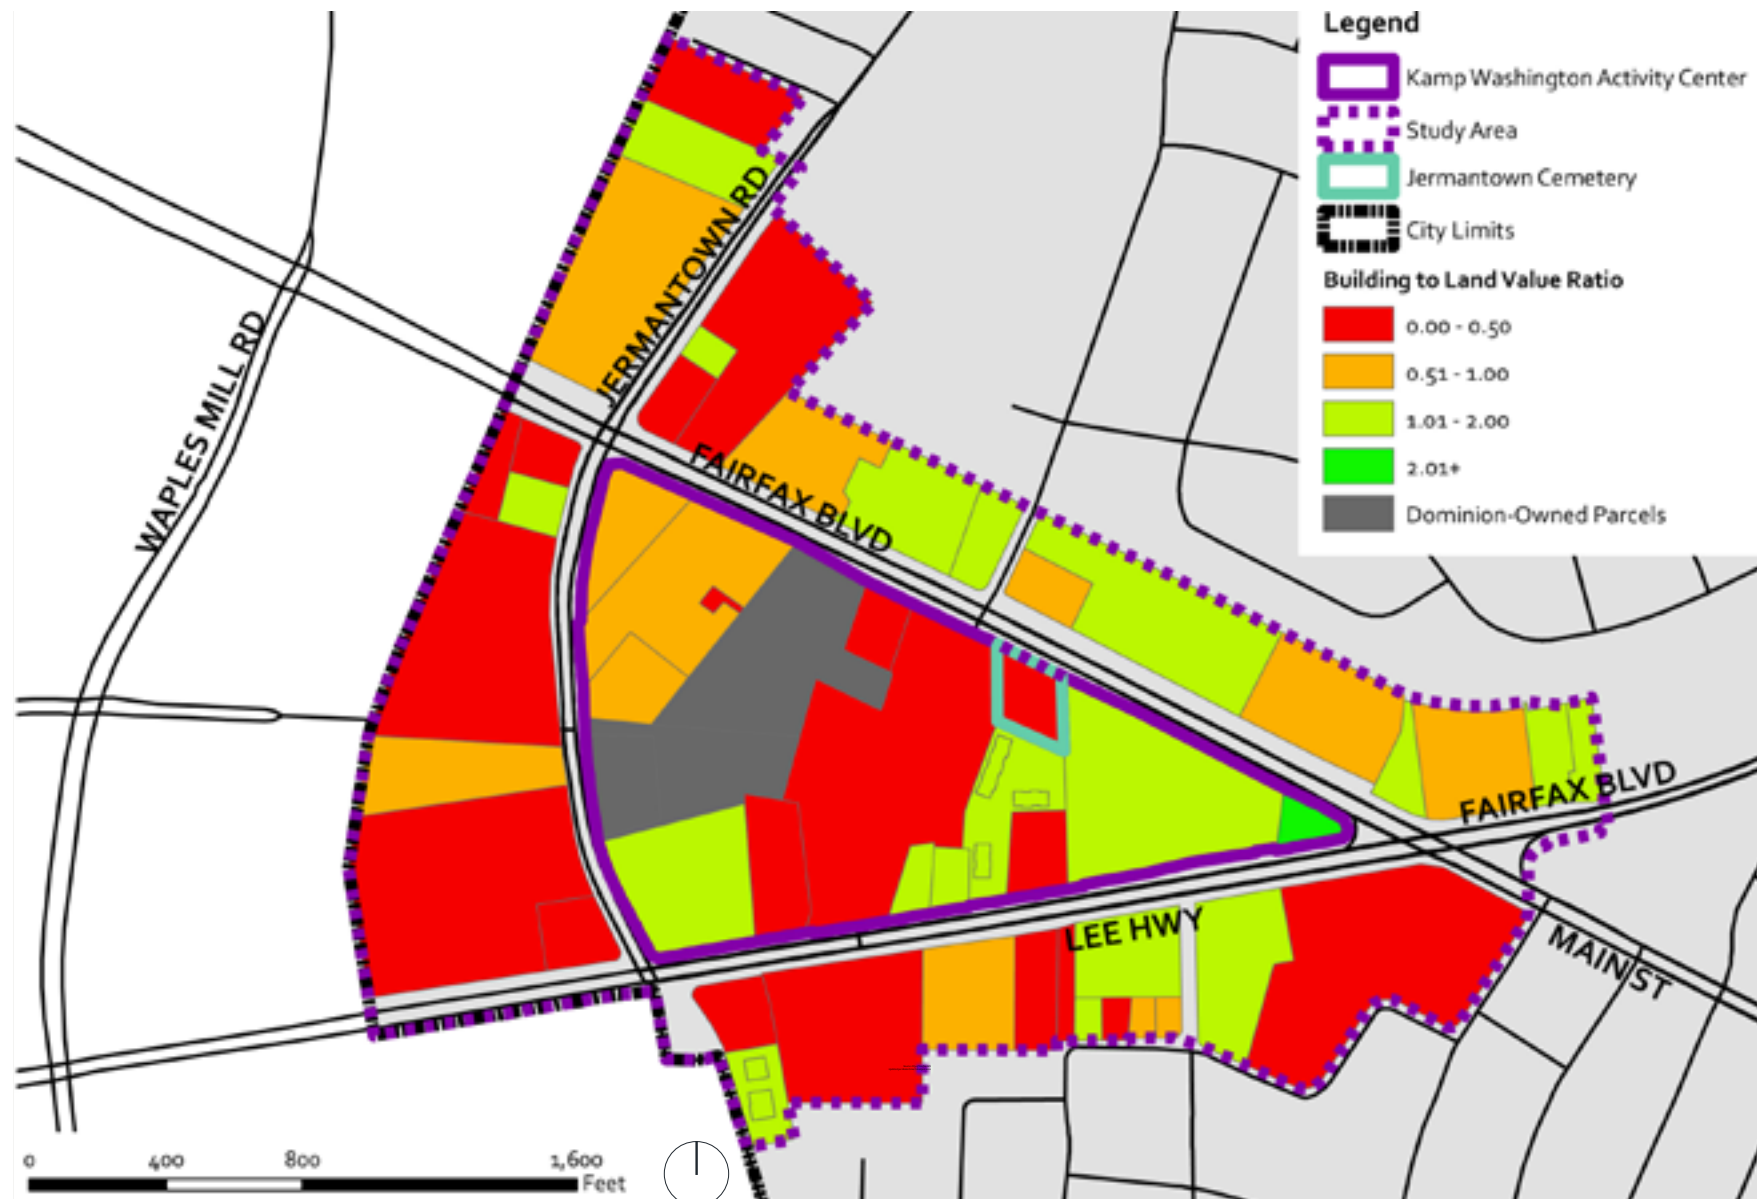 Legend
Kamp Washington Activity Center
Study Area
Jermantown Cemetery
City Limits
Building to Land Value Ratio
0.00 - 0.50
0.51 - 1.00
1.01 - 2.00
2.01+
Dominion-Owned Parcels
JERMANTOWN RD
WAPLES MILL RD
FAIRFAX BLVD
FAIRFAX BLVD
LEE HWY
MAIN ST
0 400 800 1,600
Feet